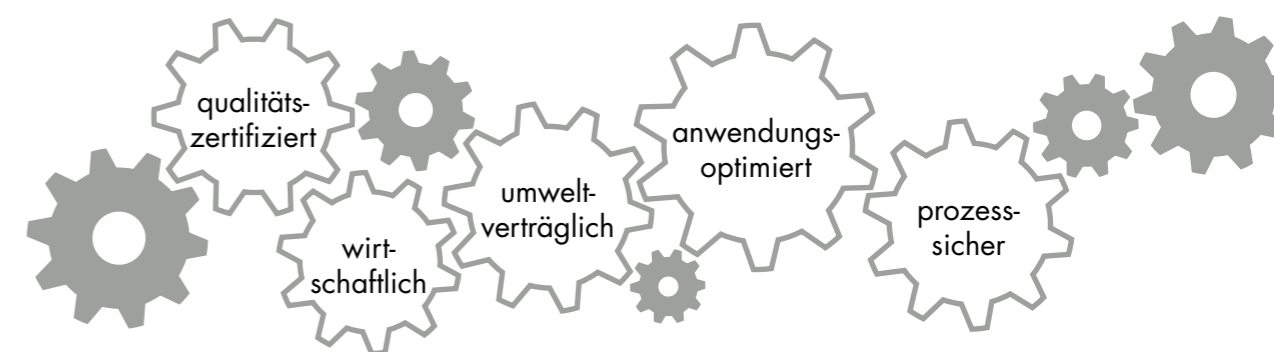 qualitäts-
zertifiziert
wirt-
schaftlich
umwelt-
verträglich
anwendungs-
optimiert
prozess-
sicher